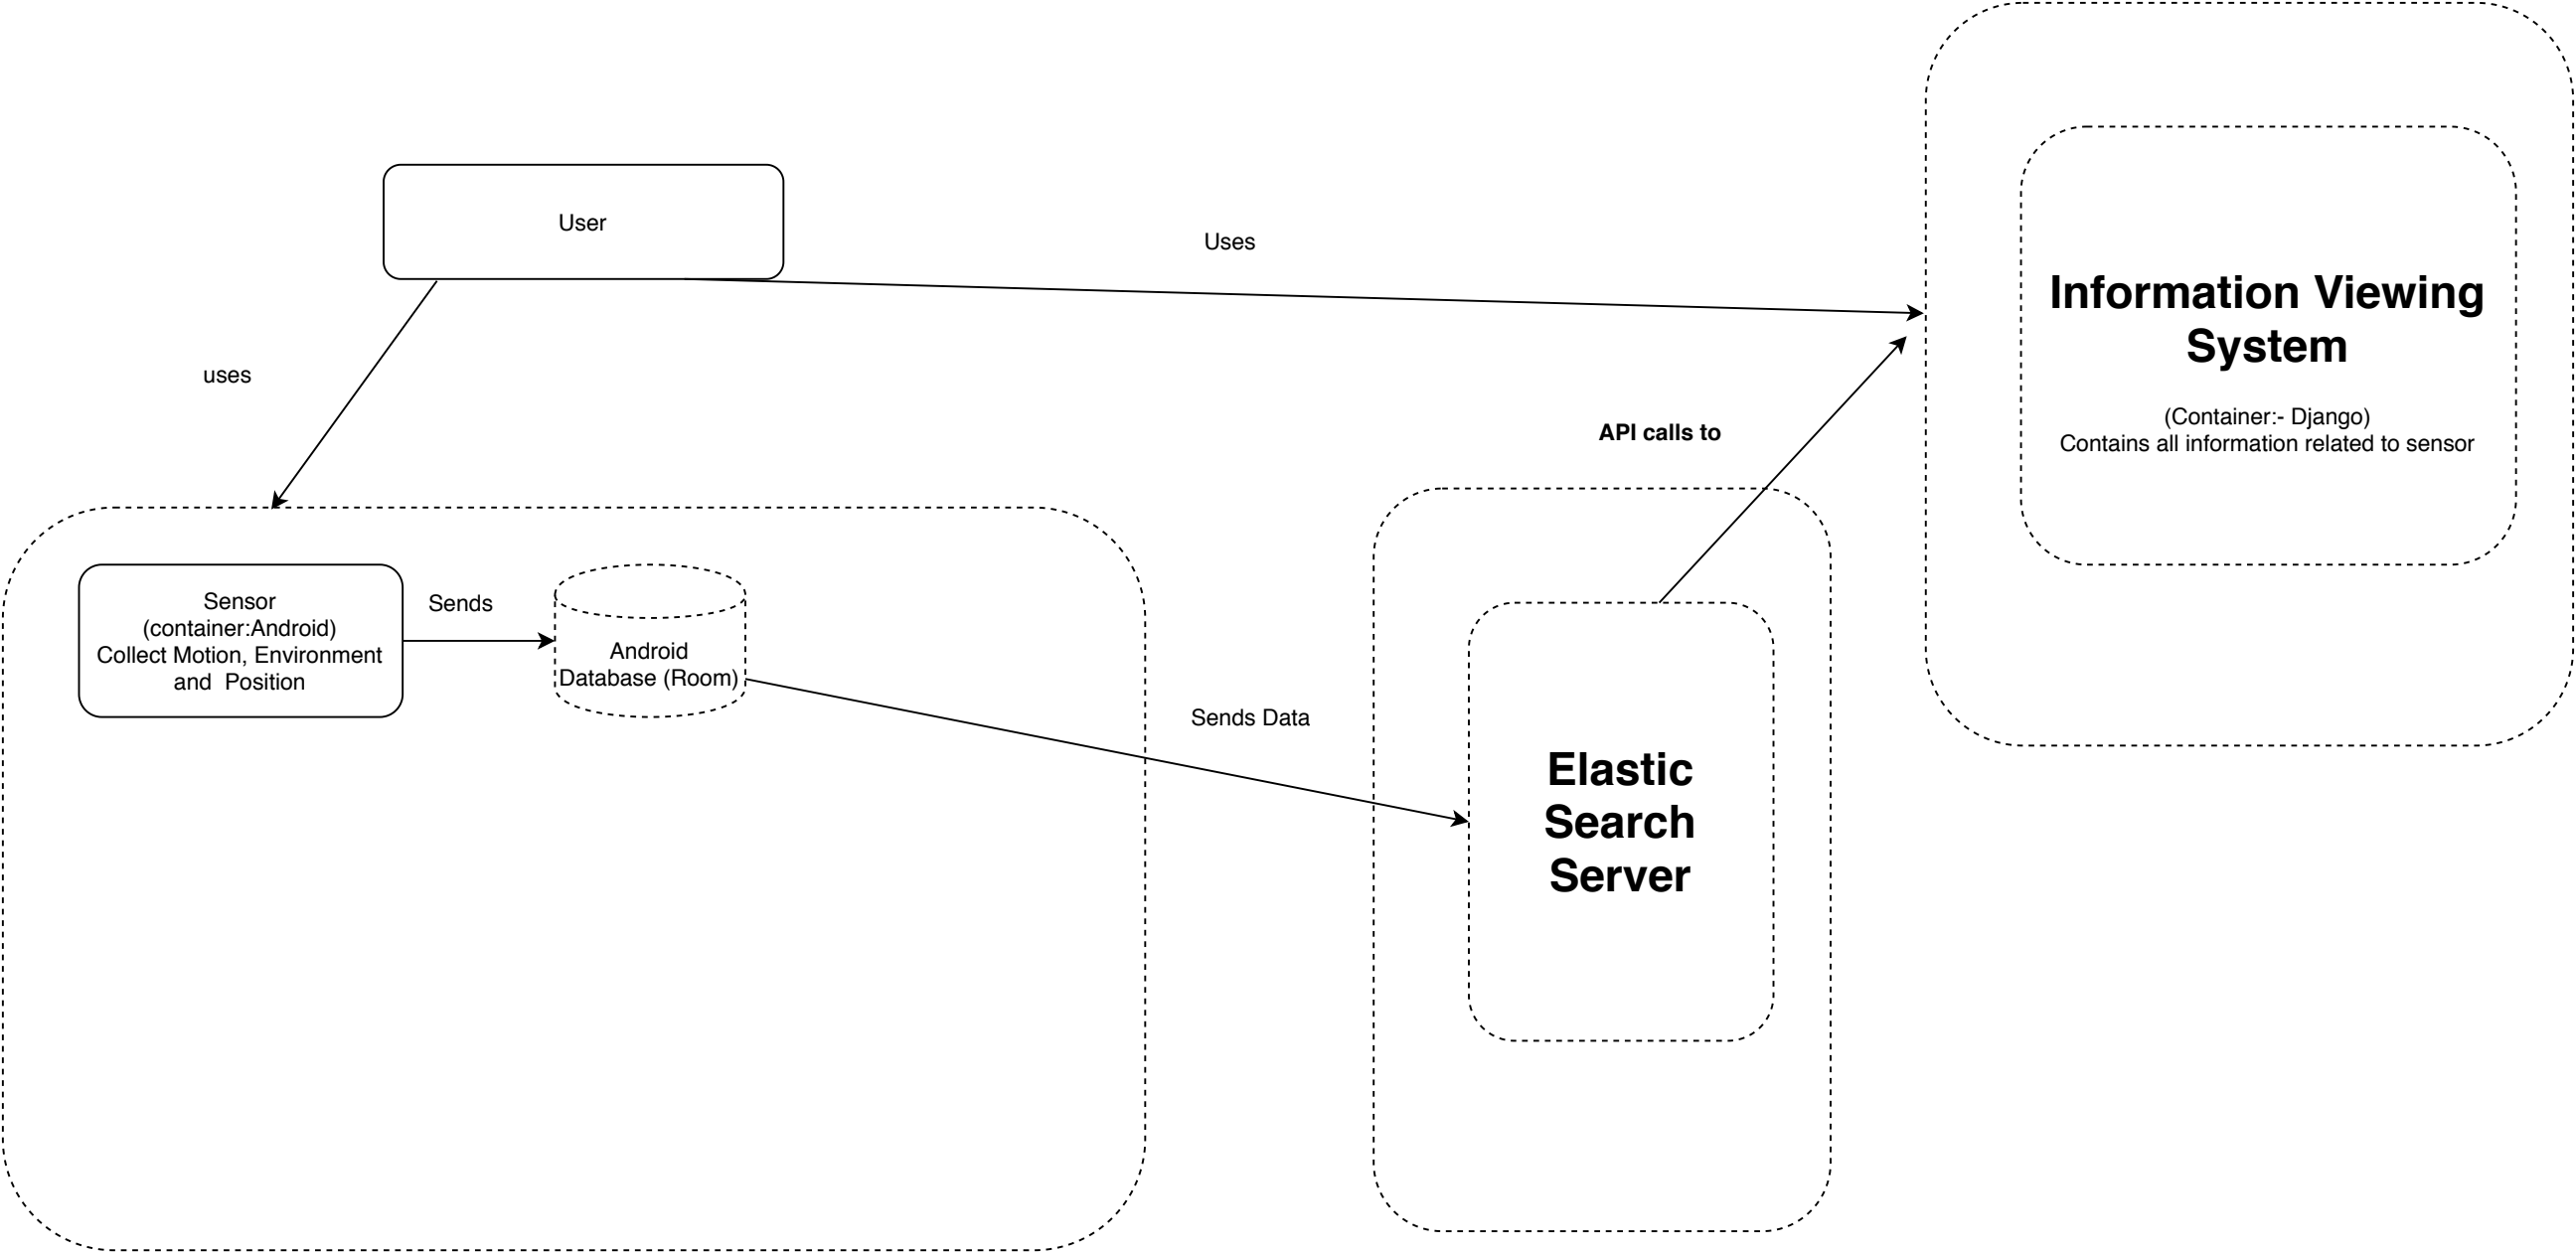 User
Uses
Information Viewing
System
(Container:- Django)
Contains all information related to sensor
uses
API calls to
Sensor
(container:Android)
Collect Motion, Environment
and  Position
Sends
Android
Database (Room)
Sends Data
Elastic
Search
Server